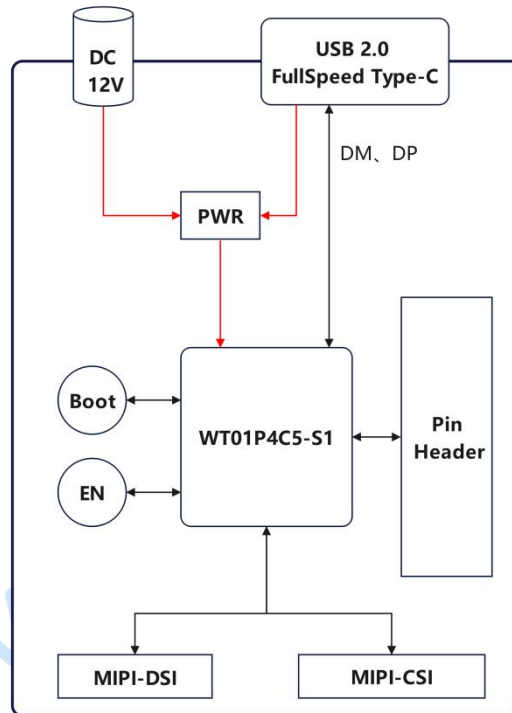 DC
12V
USB 2.0
FullSpeed Type-C
DM、DP
PWR
Boot
WT01P4C5-S1
Pin
Header
EN
MIPI-DSI
MIPI-CSI